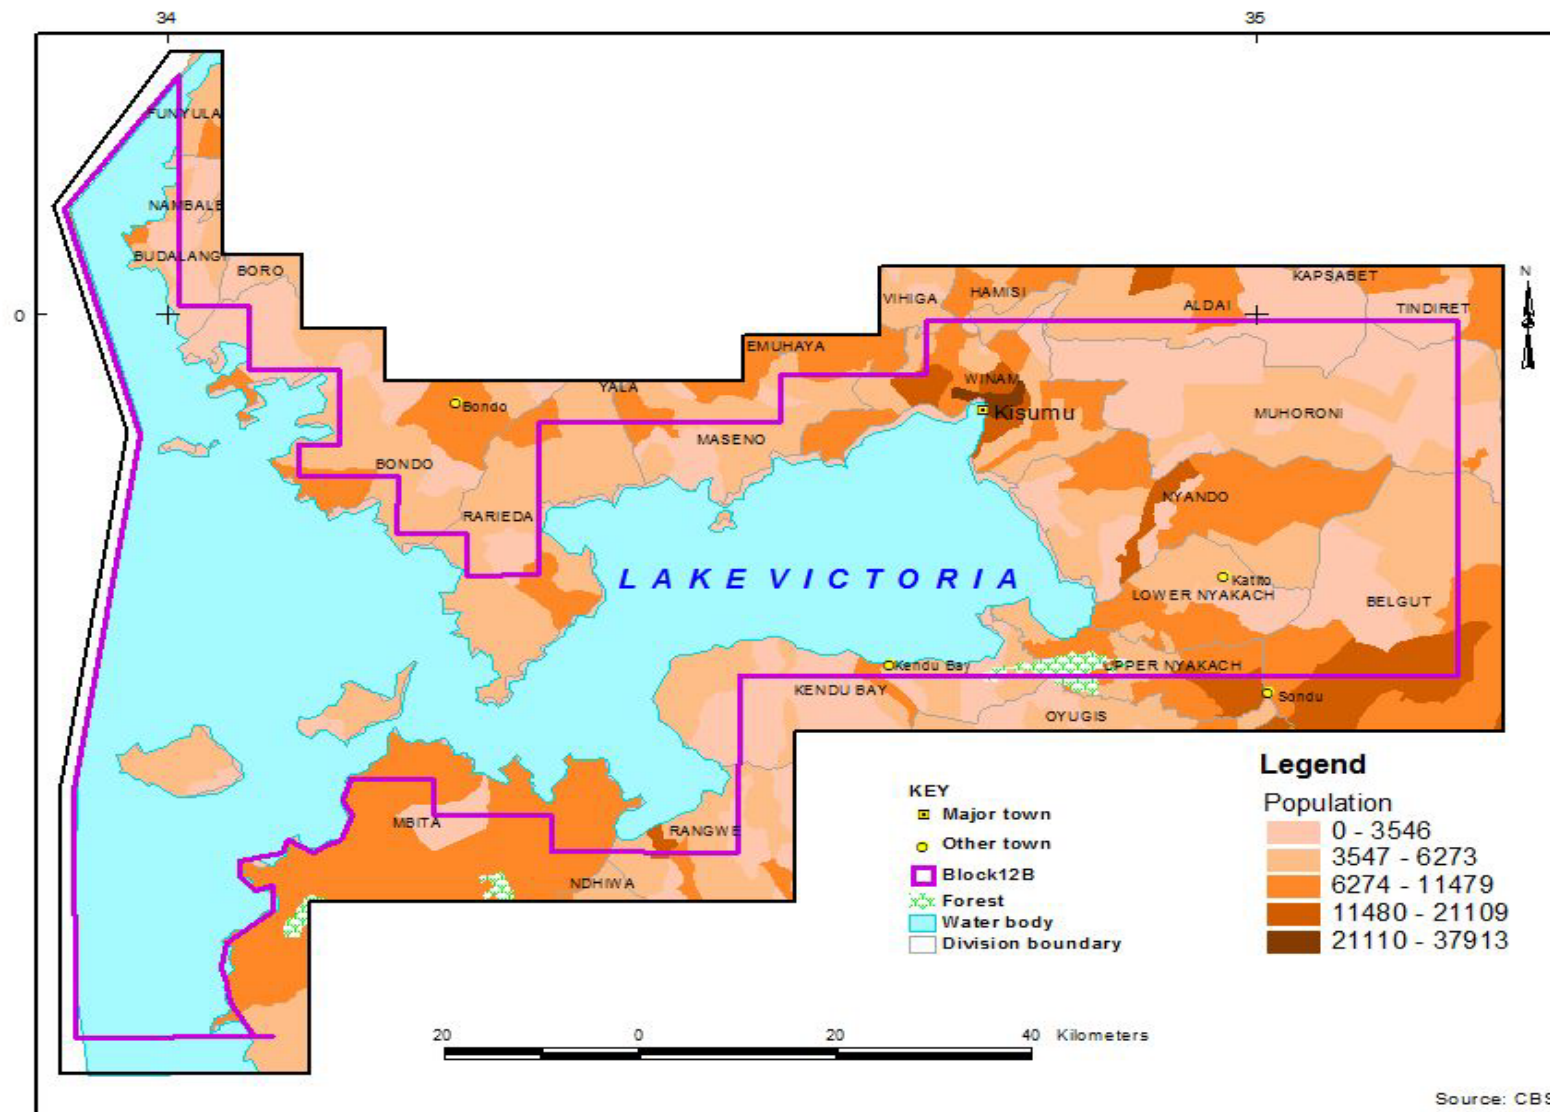 34
35
N
0
FUNYULA
NAMBALE
BUDALANGI
BORO
KAPSABET
VIHIGA
HAMISI
ALDAI
TINDIRET
EMUHAYA
YALA
WINAM
Bondo
Kisumu
MUHORONI
MASENO
BONDO
NYANDO
RARIEDA
LAKE VICTORIA
Katito
LOWER NYAKACH
BELGUT
Kendu Bay
UPPER NYAKACH
KENDU BAY
Sondu
OYUGIS
MBITA
RANGWE
NDHIWA
KEY
Major town
Other town
Block12B
Forest
Water body
Division boundary
Legend
Population
0 - 3546
3547 - 6273
6274 - 11479
11480 - 21109
21110 - 37913
20 0 20 40 Kilometers
Source: CBS